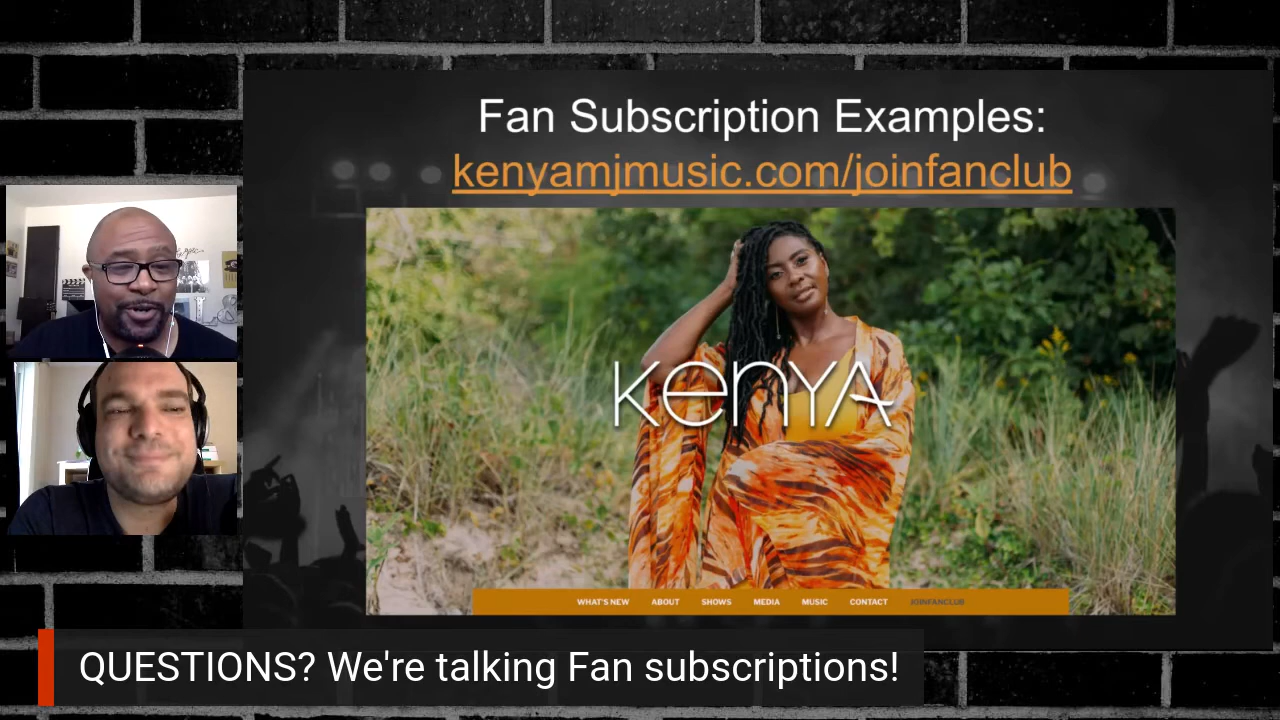 Fan Subscription Examples:
kenyamjmusic.com/joinfanclub
kenYA
WHAT'S NEW ABOUT SHOWS MEDIA MUSIC CONTACT JOINFANCLUB
QUESTIONS? We're talking Fan subscriptions!